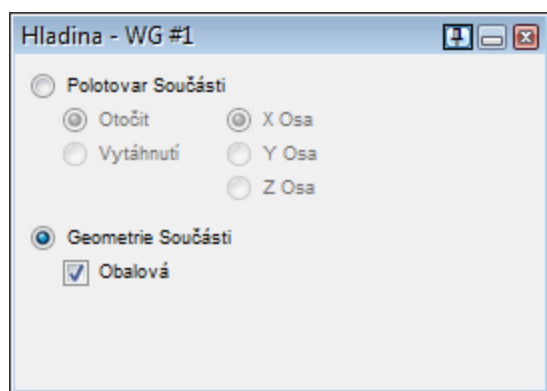 Hladina - WG #1
Polotovar Součásti
Otočit X Osa
Vytáhnutí Y Osa
Z Osa
Geometrie Součásti
Obalová